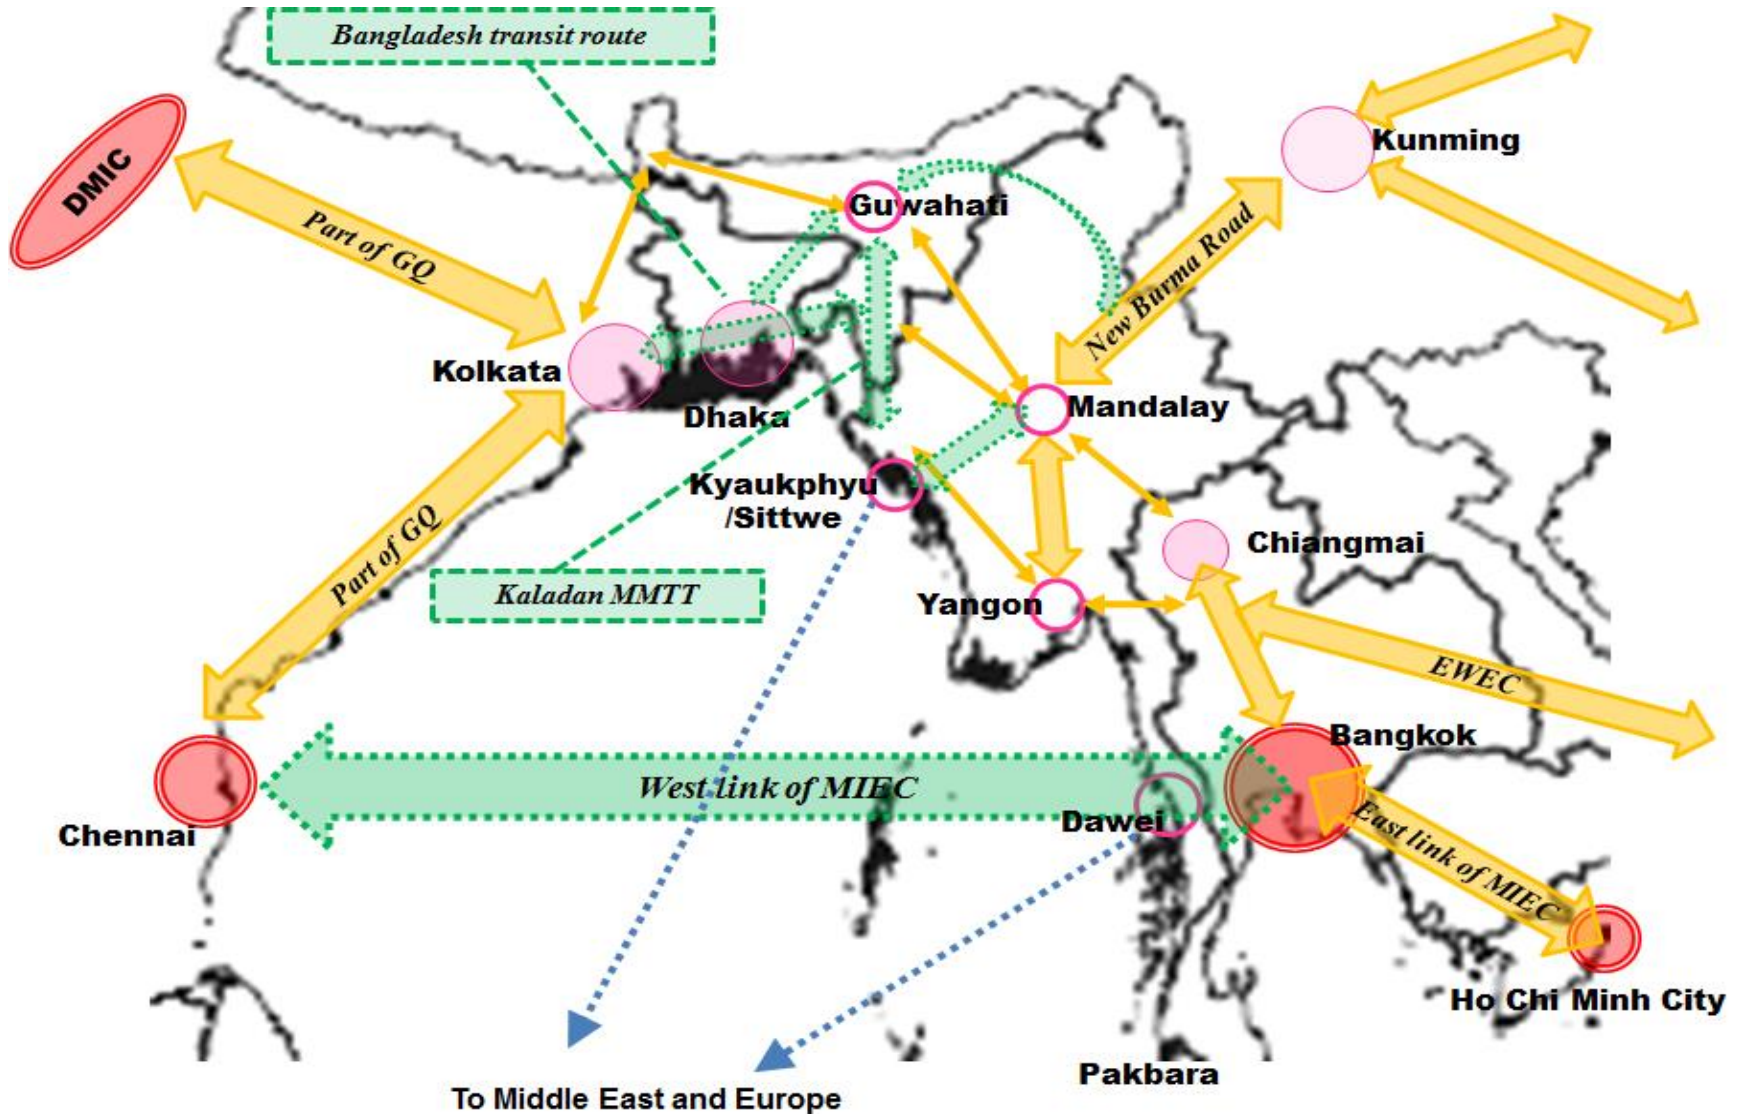 Bangladesh transit route
Kunming
DMIC
Part of GQ
Guwahati
New Burma Road
Kolkata
Dhaka
Mandalay
Kyaukphyu
/Sittwe
Chiangmai
Part of GQ
Kaladan MMTT
Yangon
EWEC
Bangkok
West link of MIEC
Chennai
Dawei
East link of MIEC
Ho Chi Minh City
Pakbara
To Middle East and Europe